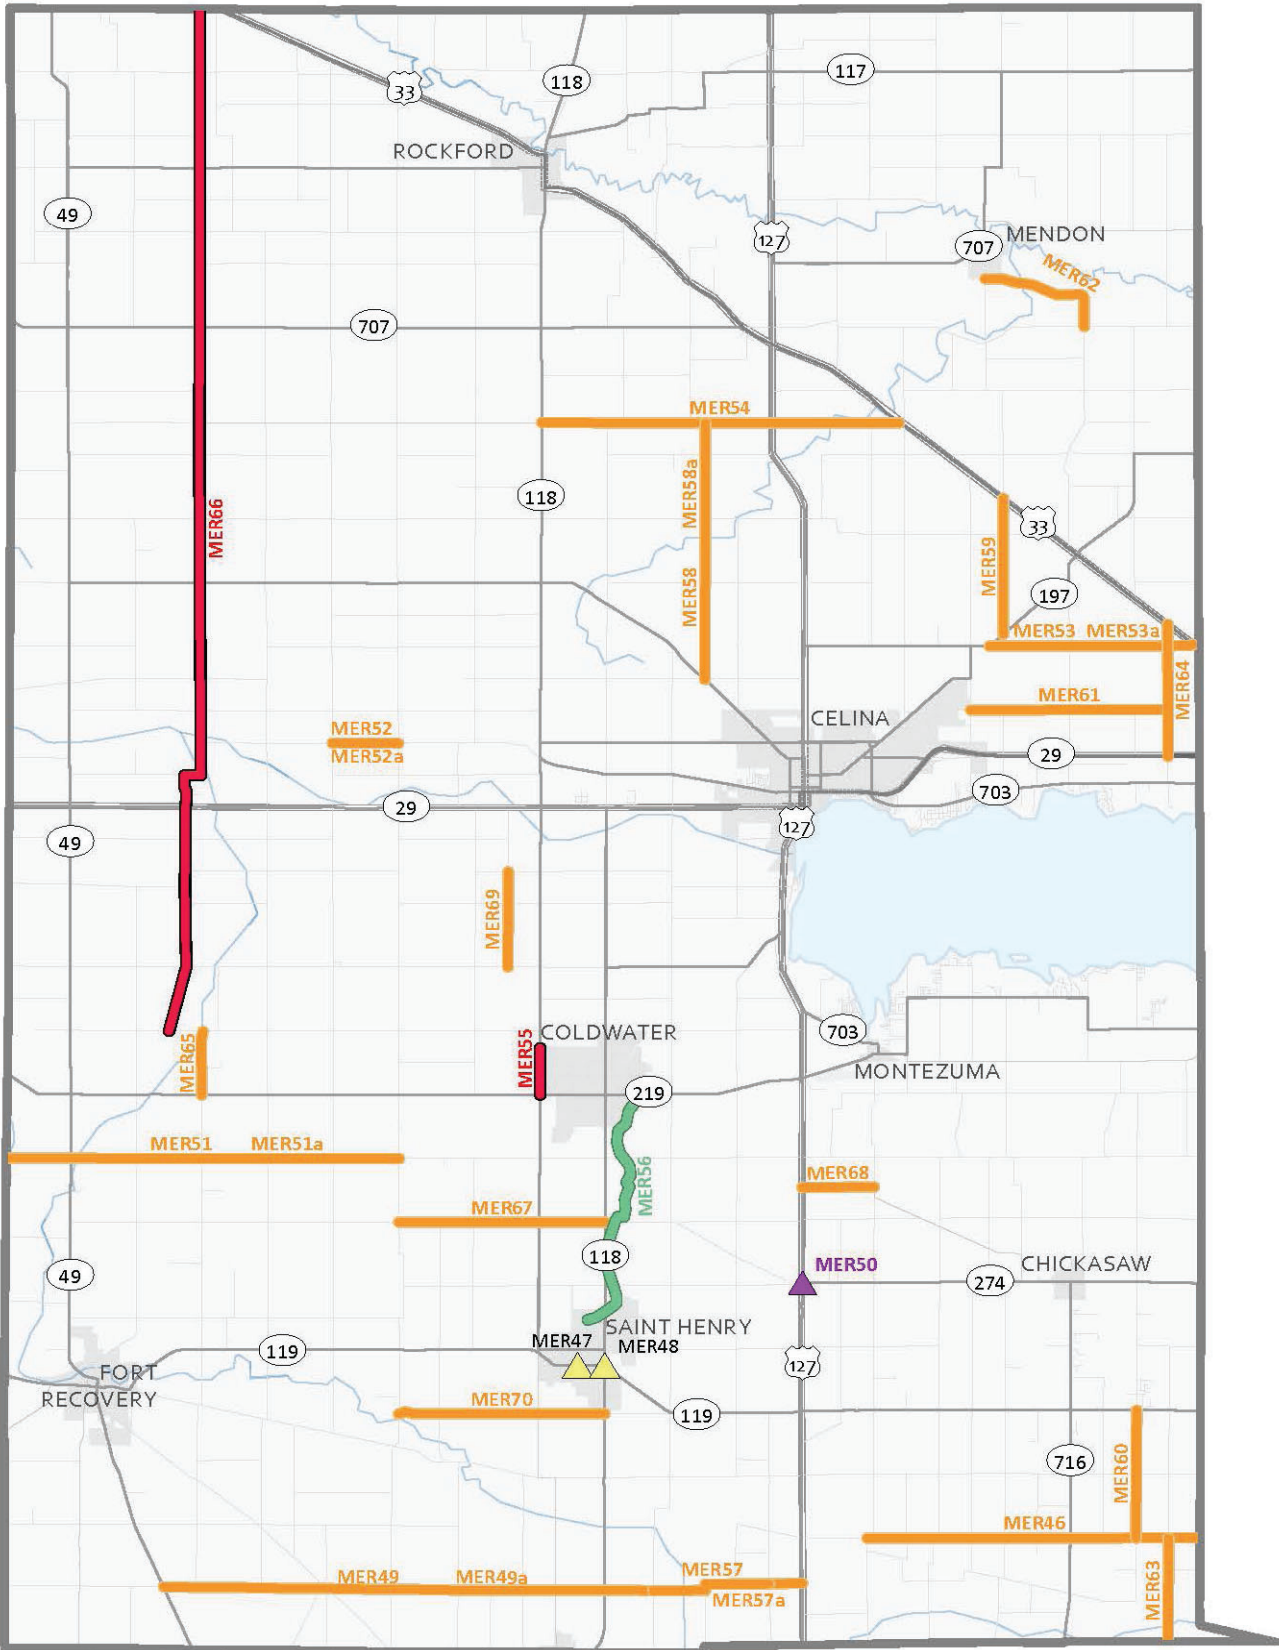 117
118
33
ROCKFORD
49
127
707
MENDON
MER62
707
MER54
MER58a
118
MER66
33
MER59
MER58
197
MER53
MER53a
MER64
MER61
CELINA
MER52
MER52a
29
703
29
127
49
MER69
703
COLDWATER
MER55
MER65
MONTEZUMA
219
MER51
MER51a
MER56
MER68
MER67
118
MER50
CHICKASAW
49
274
SAINT HENRY
MER47
MER48
119
127
FORT
RECOVERY
MER70
119
716
MER60
MER46
MER49
MER49a
MER57
MER57a
MER63